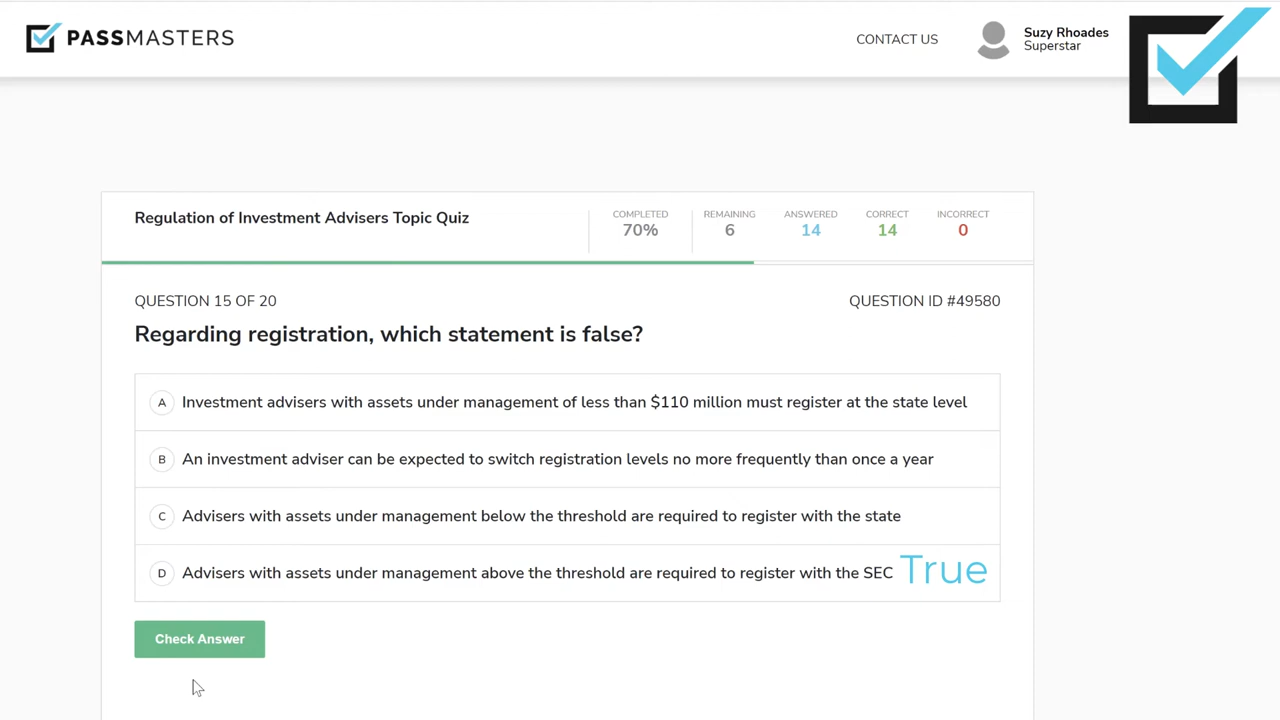 PASSMASTERS
CONTACT US
Suzy Rhoades
Superstar
Regulation of Investment Advisers Topic Quiz
COMPLETED
70%
REMAINING
6
ANSWERED
14
CORRECT
14
INCORRECT
0
QUESTION 15 OF 20
QUESTION ID #49580
Regarding registration, which statement is false?
A Investment advisers with assets under management of less than $110 million must register at the state level
B An investment adviser can be expected to switch registration levels no more frequently than once a year
C Advisers with assets under management below the threshold are required to register with the state
D Advisers with assets under management above the threshold are required to register with the SEC True
Check Answer